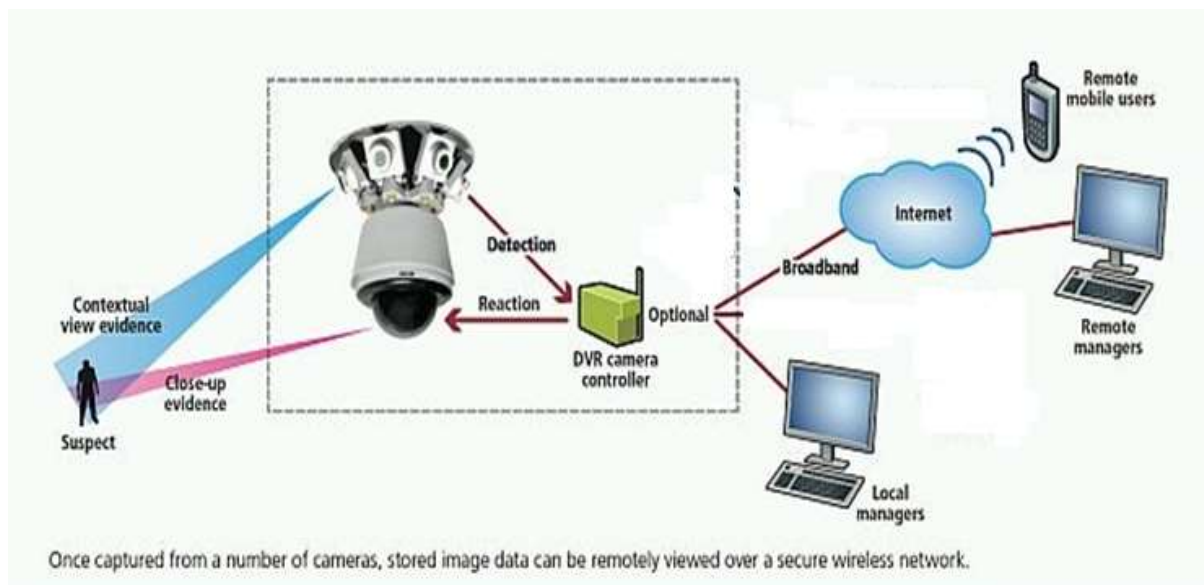 Remote
mobile users
Internet
Detection
Broadband
Contextual
view evidence
Reaction
Optional
DVR camera
controller
Remote
managers
Close-up
evidence
Suspect
Local
managers
Once captured from a number of cameras, stored image data can be remotely viewed over a secure wireless network.